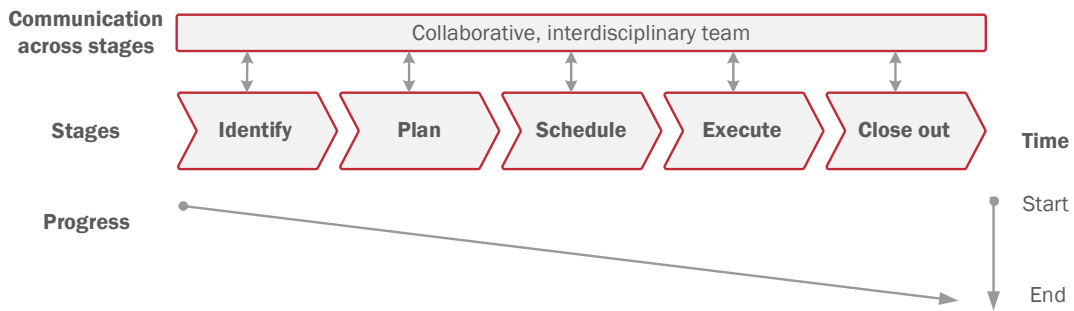 Communication
across stages
Collaborative, interdisciplinary team
Stages
Identify
Plan
Schedule
Execute
Close out
Time
Progress
Start
End